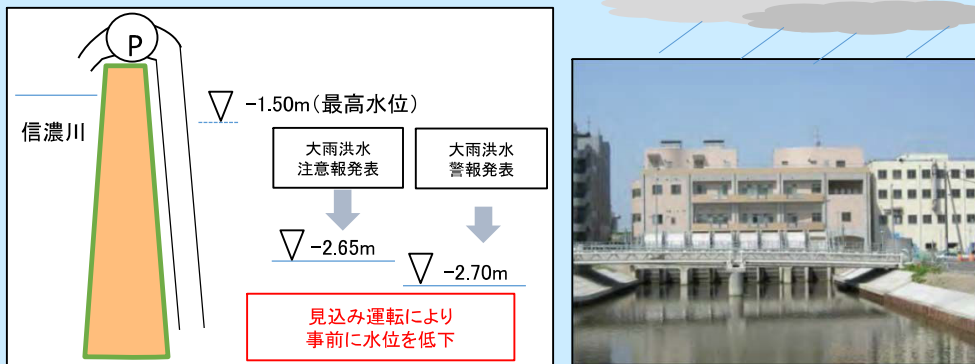 P
信濃川
-1.50m（最高水位）
大雨洪水
注意報発表
大雨洪水
警報発表
-2.65m
-2.70m
見込み運転により
事前に水位を低下